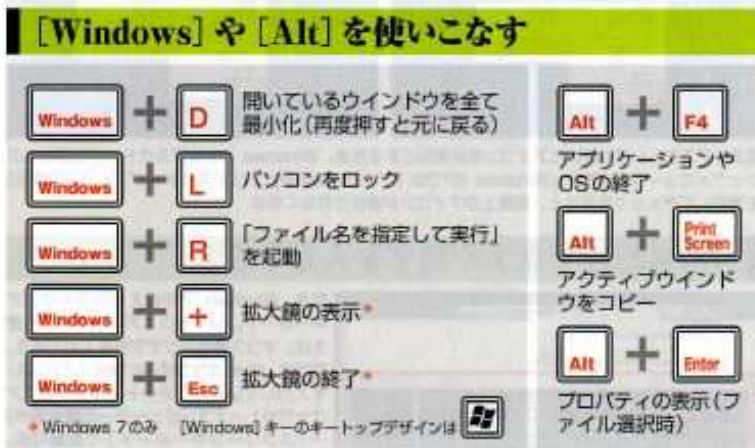 ［Windows］や［Alt］を使いこなす
Windows + D 開いているウインドウを全て
最小化（再度押すと元に戻る）
Windows + L パソコンをロック
Windows + R 「ファイル名を指定して実行」
を起動
Windows + + 拡大鏡の表示*
Windows + Esc 拡大鏡の終了*
* Windows 7のみ ［Windows］キーのキートップデザインは
Alt + F4
アプリケーションや
OSの終了
Alt + Print
Screen
アクティブウインド
ウをコピー
Alt + Enter
プロパティの表示（フ
ァイル選択時）